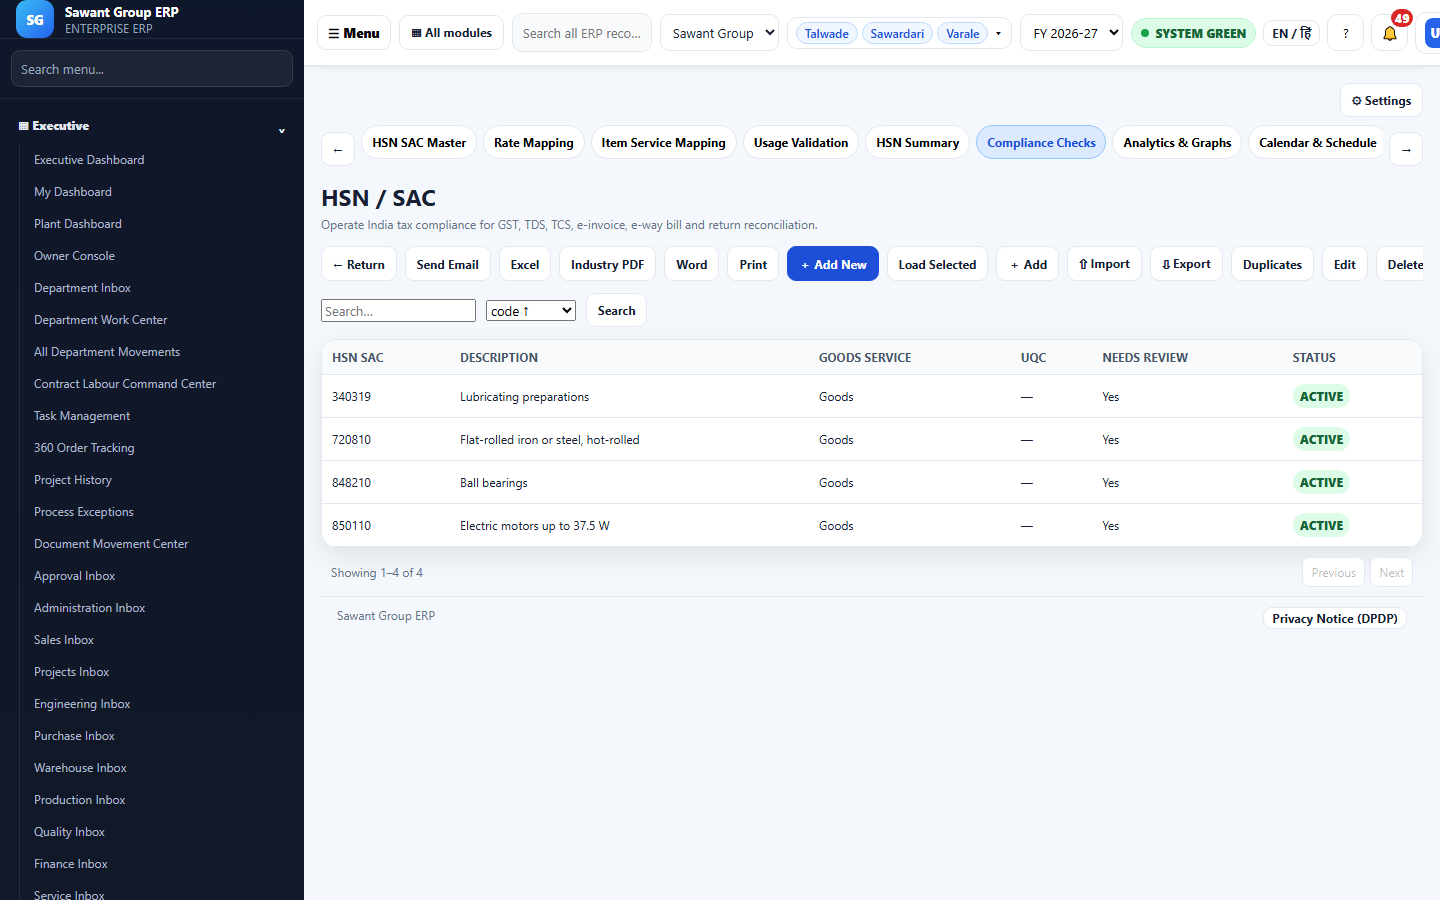 SG
Sawant Group ERP
ENTERPRISE ERP
Search menu...
Executive
Executive Dashboard
My Dashboard
Plant Dashboard
Owner Console
Department Inbox
Department Work Center
All Department Movements
Contract Labour Command Center
Task Management
360 Order Tracking
Project History
Process Exceptions
Document Movement Center
Approval Inbox
Administration Inbox
Sales Inbox
Projects Inbox
Engineering Inbox
Purchase Inbox
Warehouse Inbox
Production Inbox
Quality Inbox
Finance Inbox
Service Inbox
☰ Menu
All modules
Search all ERP reco...
Sawant Group
Talwade
Sawardari
Varale
FY 2026-27
SYSTEM GREEN
EN / हिं
?
49
U
⚙ Settings
←
HSN SAC Master
Rate Mapping
Item Service Mapping
Usage Validation
HSN Summary
Compliance Checks
Analytics & Graphs
Calendar & Schedule
→
HSN / SAC
Operate India tax compliance for GST, TDS, TCS, e-invoice, e-way bill and return reconciliation.
← Return
Send Email
Excel
Industry PDF
Word
Print
+ Add New
Load Selected
+ Add
⇧ Import
⇩ Export
Duplicates
Edit
Delete
Search...
code ↑
Search
HSN SAC DESCRIPTION GOODS SERVICE UQC NEEDS REVIEW STATUS
340319 Lubricating preparations Goods — Yes ACTIVE
720810 Flat-rolled iron or steel, hot-rolled Goods — Yes ACTIVE
848210 Ball bearings Goods — Yes ACTIVE
850110 Electric motors up to 37.5 W Goods — Yes ACTIVE
Showing 1–4 of 4
Previous
Next
Sawant Group ERP
Privacy Notice (DPDP)